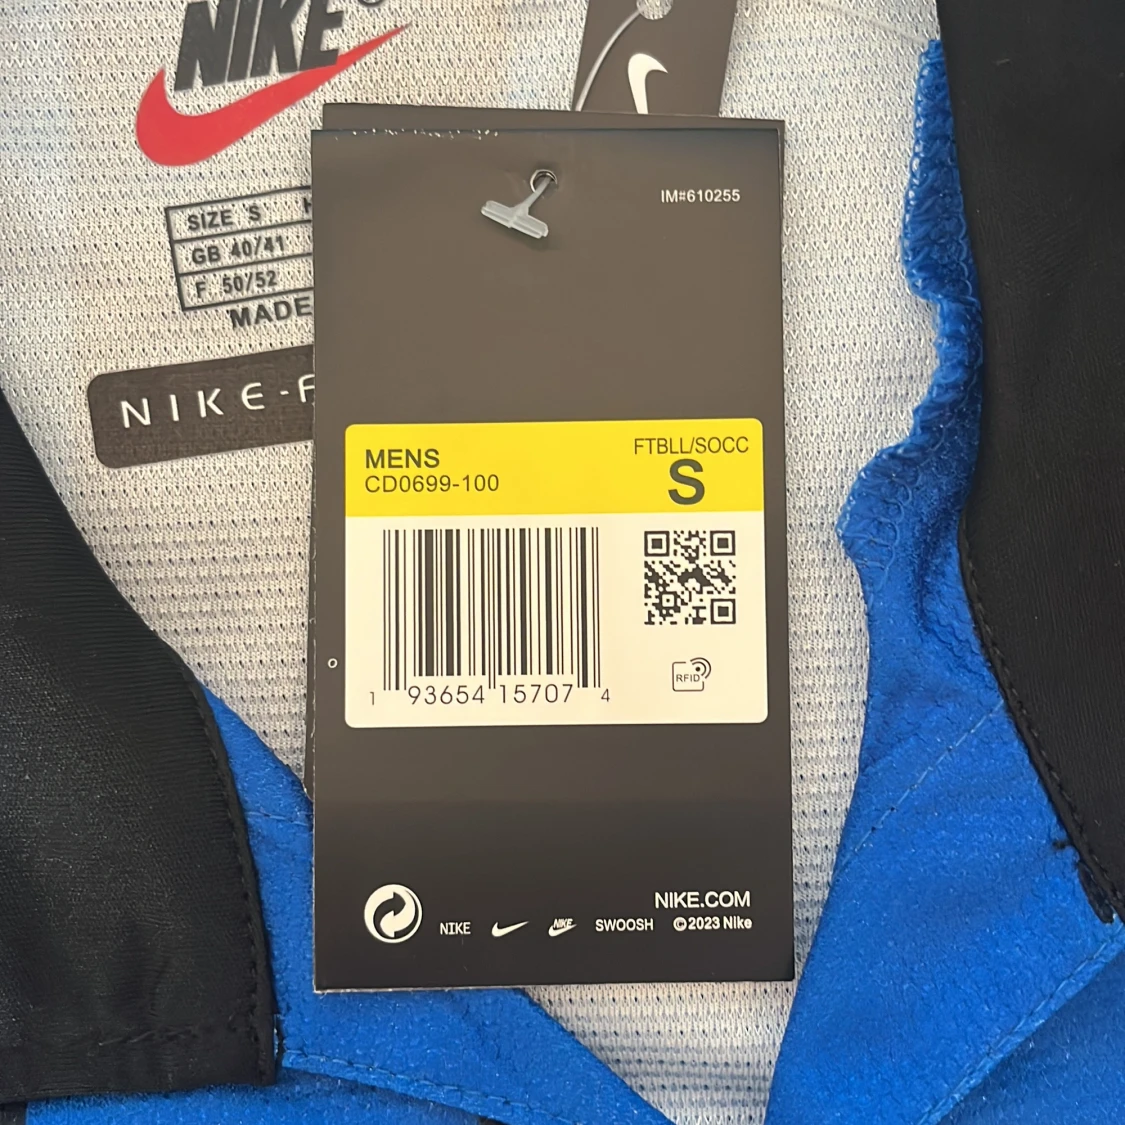 NIKE
SIZE S
GB 40/41
F 50/52
MADE
NIKE-F
IM#610255
MENS
FTBLL/SOCC
CD0699-100
S
1 93654 15707 4
RFID
NIKE.COM
NIKE NIKE SWOOSH ©2023 Nike